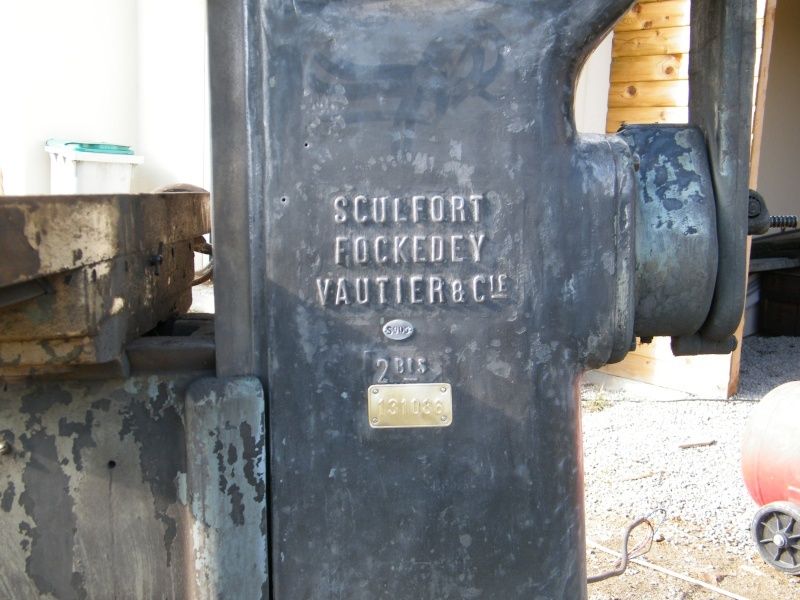 SCULFORT
FOCKEDEY
VAUTIER & CIE
2 BIS
131036